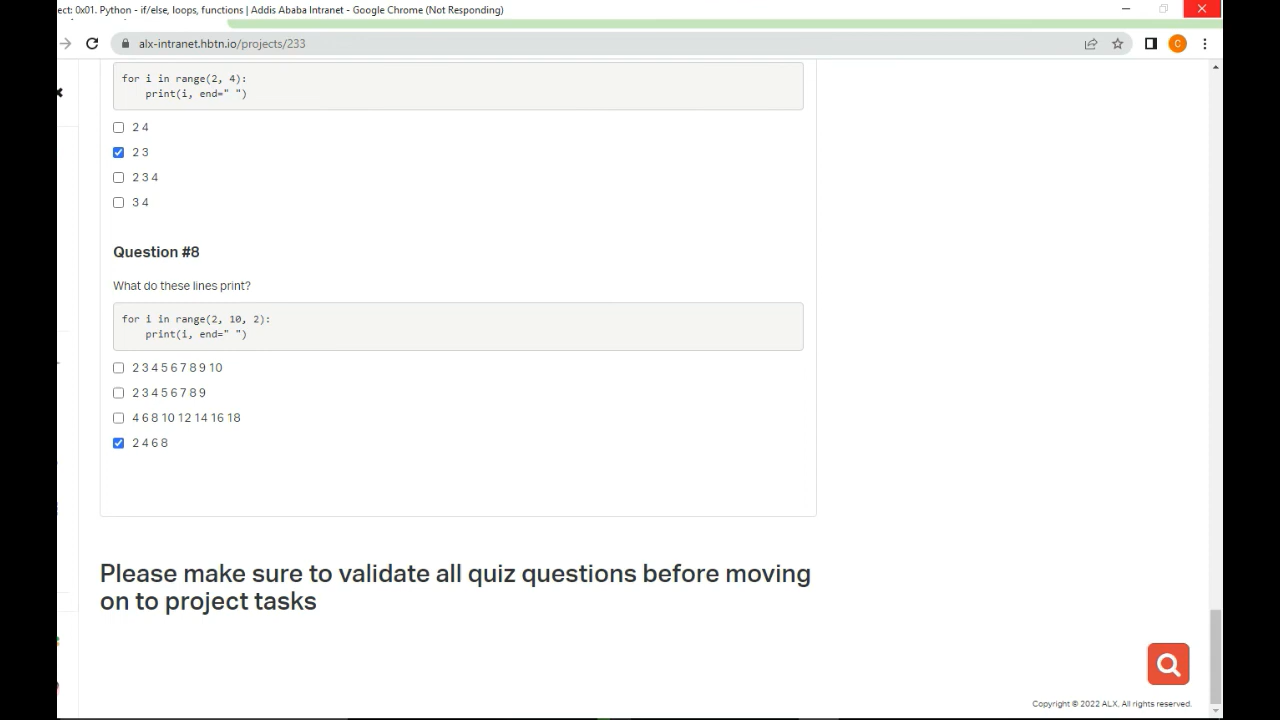 ect: 0x01. Python - if/else, loops, functions | Addis Ababa Intranet - Google Chrome (Not Responding)
alx-intranet.hbtn.io/projects/233
C
for i in range(2, 4):
    print(i, end=" ")
2 4
2 3
2 3 4
3 4
Question #8
What do these lines print?
for i in range(2, 10, 2):
    print(i, end=" ")
2 3 4 5 6 7 8 9 10
2 3 4 5 6 7 8 9
4 6 8 10 12 14 16 18
2 4 6 8
Please make sure to validate all quiz questions before moving
on to project tasks
Copyright © 2022 ALX, All rights reserved.